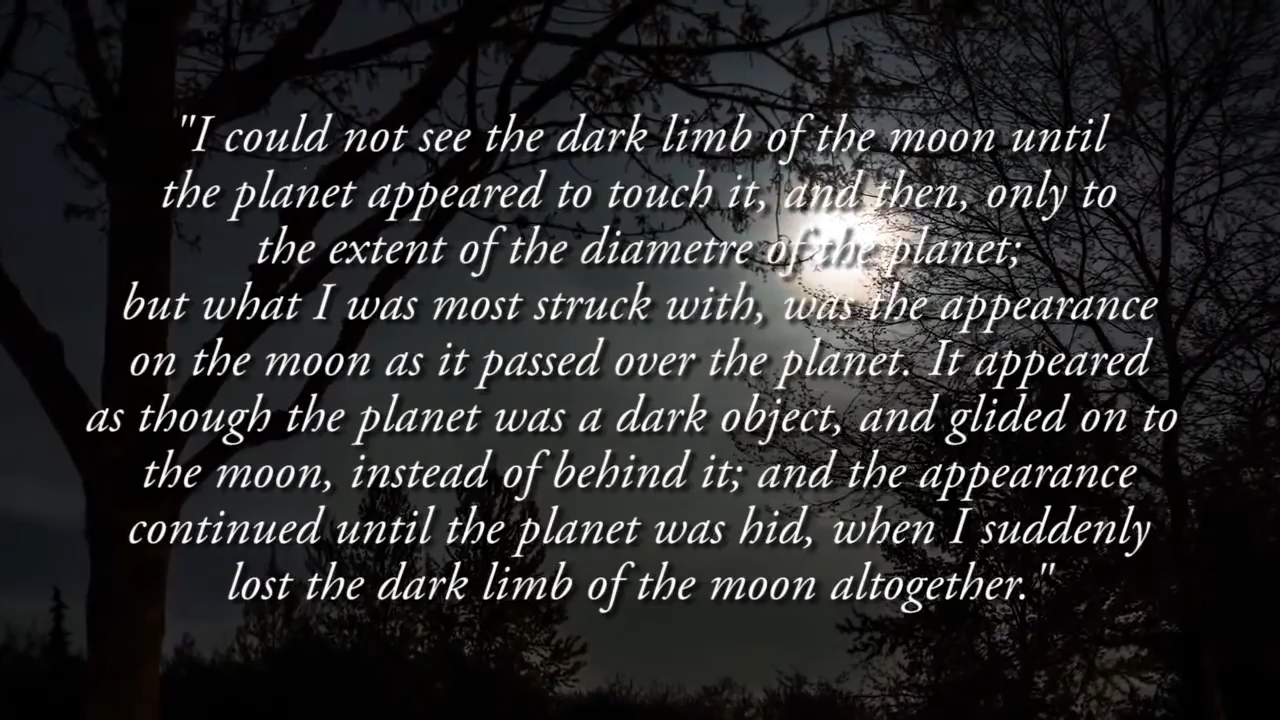 "I could not see the dark limb of the moon until
the planet appeared to touch it, and then, only to
the extent of the diametre of the planet;
but what I was most struck with, was the appearance
on the moon as it passed over the planet. It appeared
as though the planet was a dark object, and glided on to
the moon, instead of behind it; and the appearance
continued until the planet was hid, when I suddenly
lost the dark limb of the moon altogether."